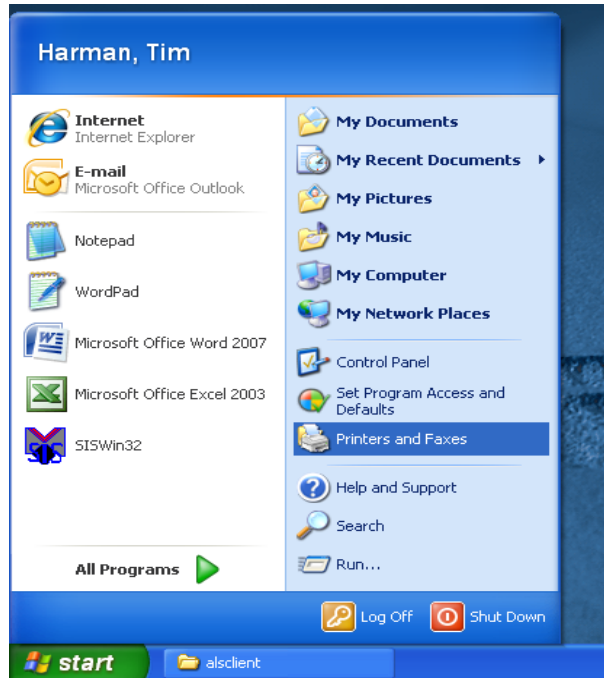 Harman, Tim
Internet
Internet Explorer
E-mail
Microsoft Office Outlook
Notepad
WordPad
Microsoft Office Word 2007
Microsoft Office Excel 2003
SISWin32
All Programs
My Documents
My Recent Documents
My Pictures
My Music
My Computer
My Network Places
Control Panel
Set Program Access and
Defaults
Printers and Faxes
Help and Support
Search
Run...
Log Off
Shut Down
start
alsclient